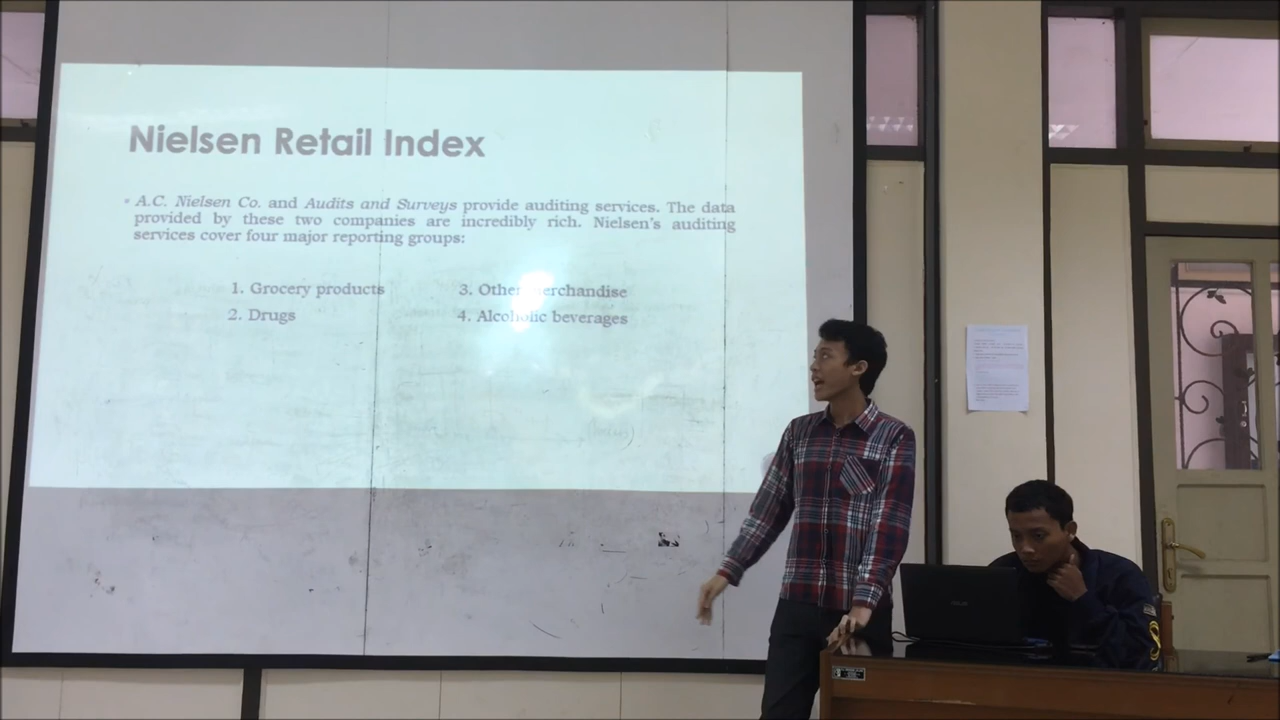 Nielsen Retail Index
A.C. Nielsen Co. and Audits and Surveys provide auditing services. The data
provided by these two companies are incredibly rich. Nielsen's auditing
services cover four major reporting groups:
1. Grocery products
3. Other merchandise
2. Drugs
4. Alcoholic beverages
ASUS